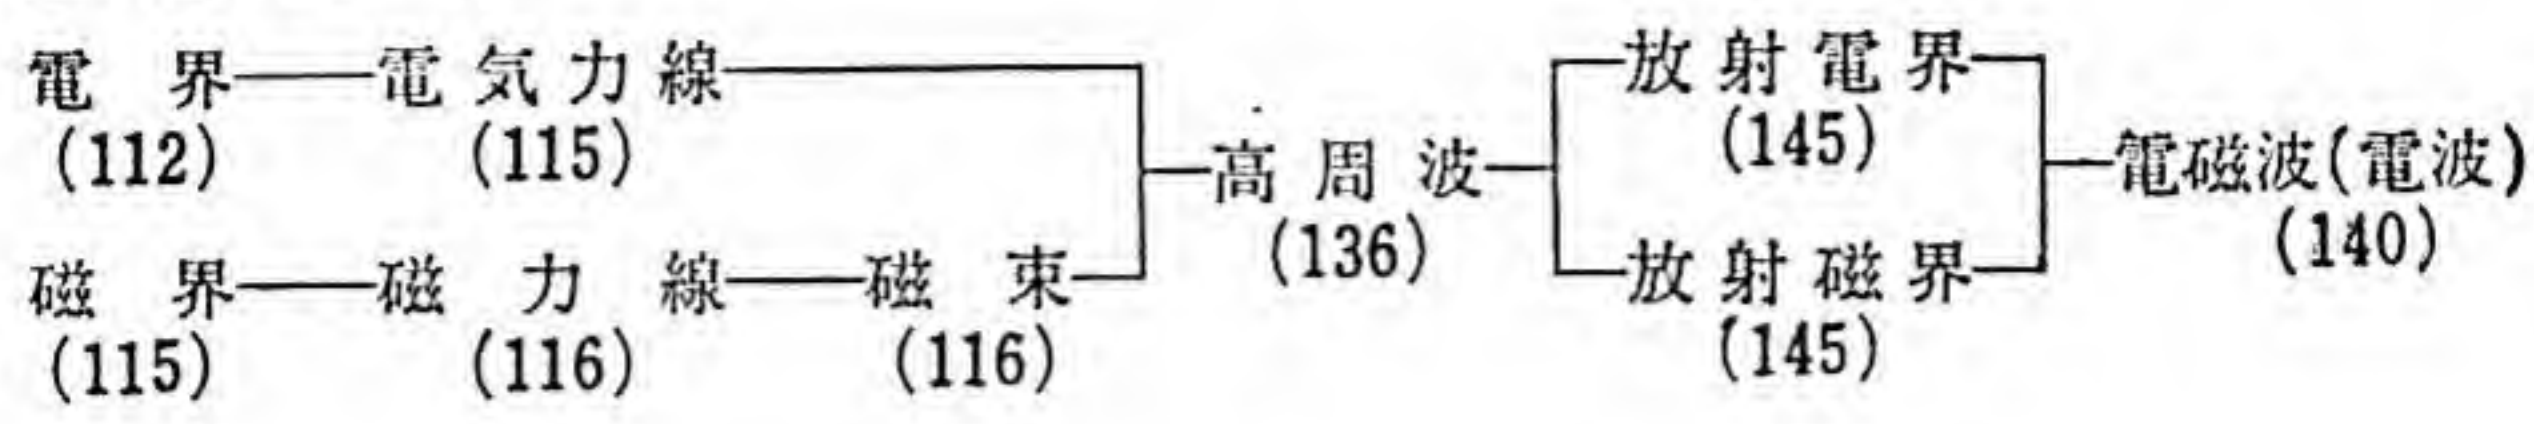 電界 電気力線
(112) (115)
磁界 磁力線 磁束
(115) (116) (116)
高周波
(136)
放射電界
(145)
放射磁界
(145)
電磁波(電波)
(140)